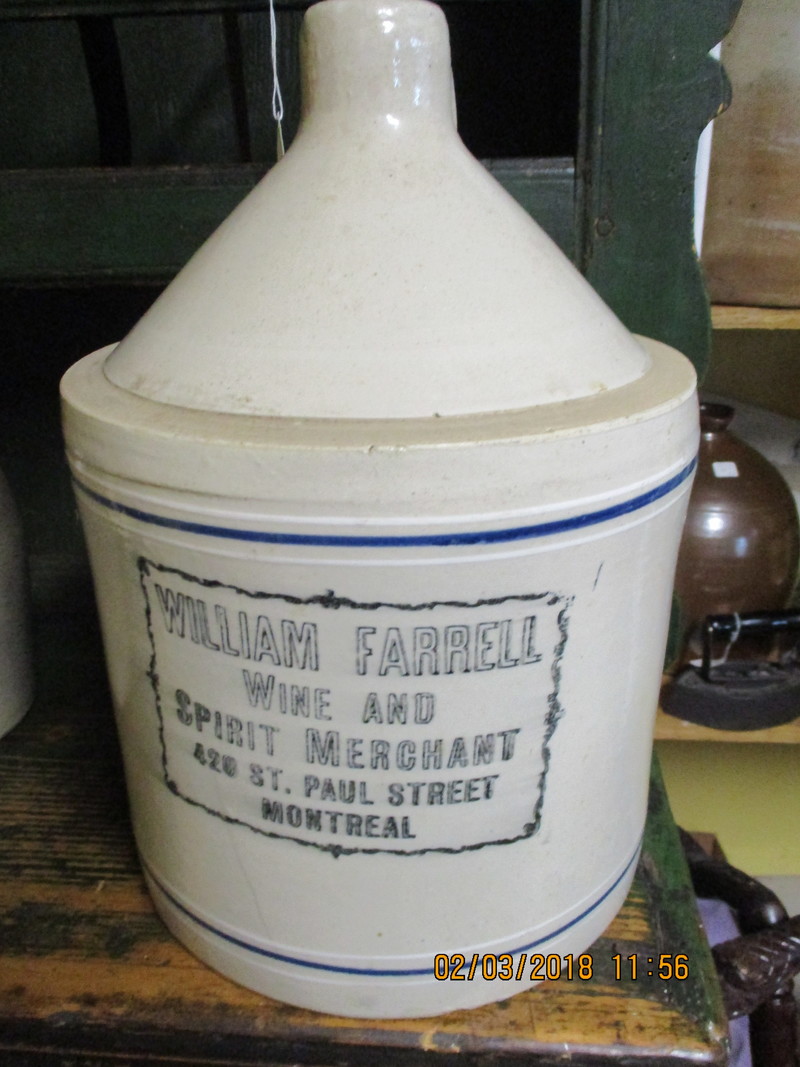 WILLIAM FARRELL
WINE AND
SPIRIT MERCHANT
420 ST. PAUL STREET
MONTREAL
02/03/2018 11:56